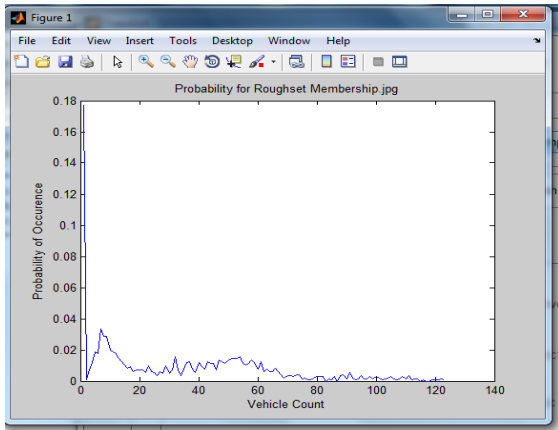 Figure 1
File Edit View Insert Tools Desktop Window Help
Probability for Roughset Membership.jpg
0.18
0.16
0.14
0.12
0.1
0.08
0.06
0.04
0.02
0
Probability of Occurence
0 20 40 60 80 100 120 140
Vehicle Count